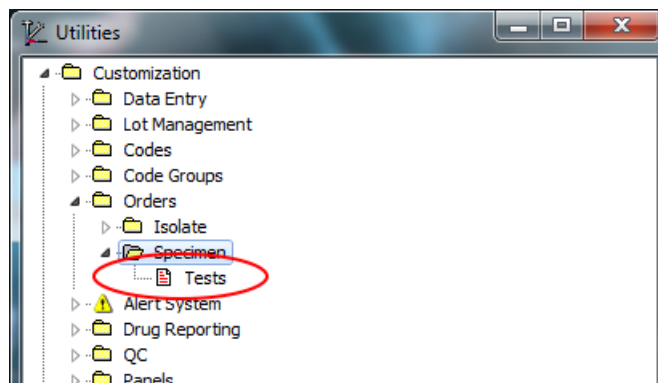 Utilities
Customization
Data Entry
Lot Management
Codes
Code Groups
Orders
Isolate
Specimen
Tests
Alert System
Drug Reporting
QC
Panels